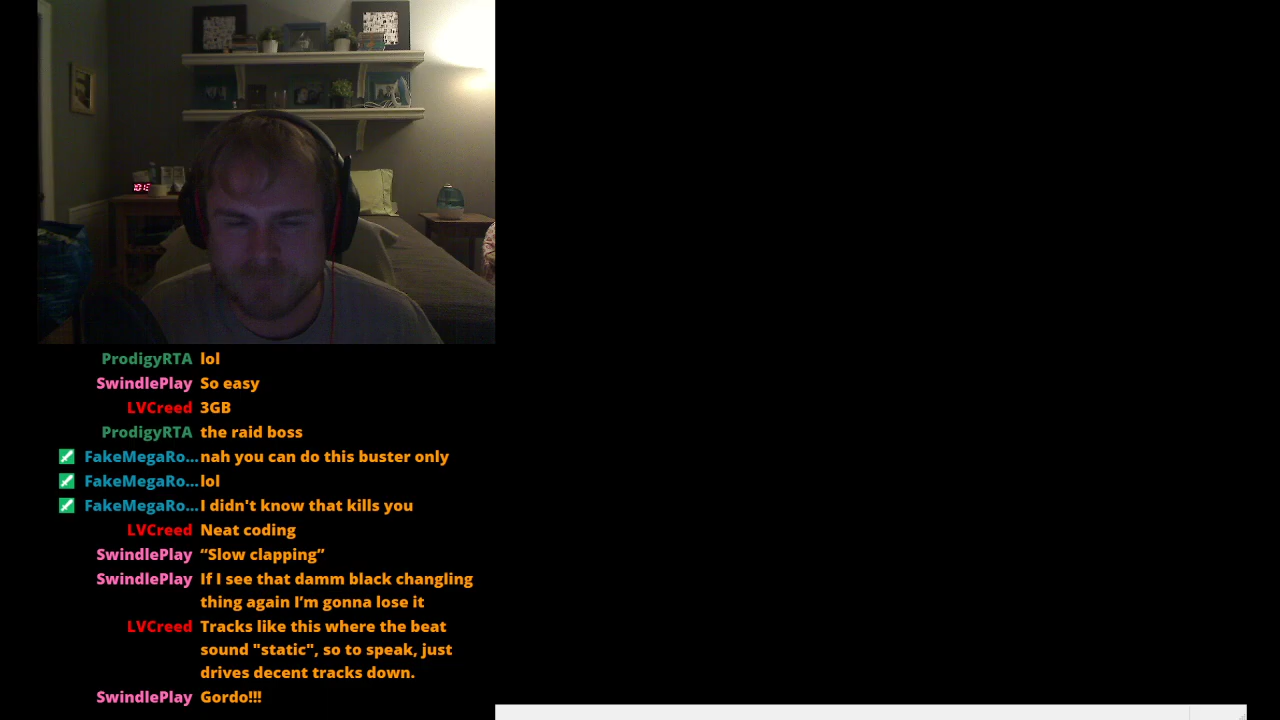 ProdigyRTA lol
SwindlePlay So easy
LVCreed 3GB
ProdigyRTA the raid boss
FakeMegaRo... nah you can do this buster only
FakeMegaRo... lol
FakeMegaRo... I didn't know that kills you
LVCreed Neat coding
SwindlePlay “Slow clapping”
SwindlePlay If I see that damm black changling
thing again I’m gonna lose it
LVCreed Tracks like this where the beat
sound "static", so to speak, just
drives decent tracks down.
SwindlePlay Gordo!!!